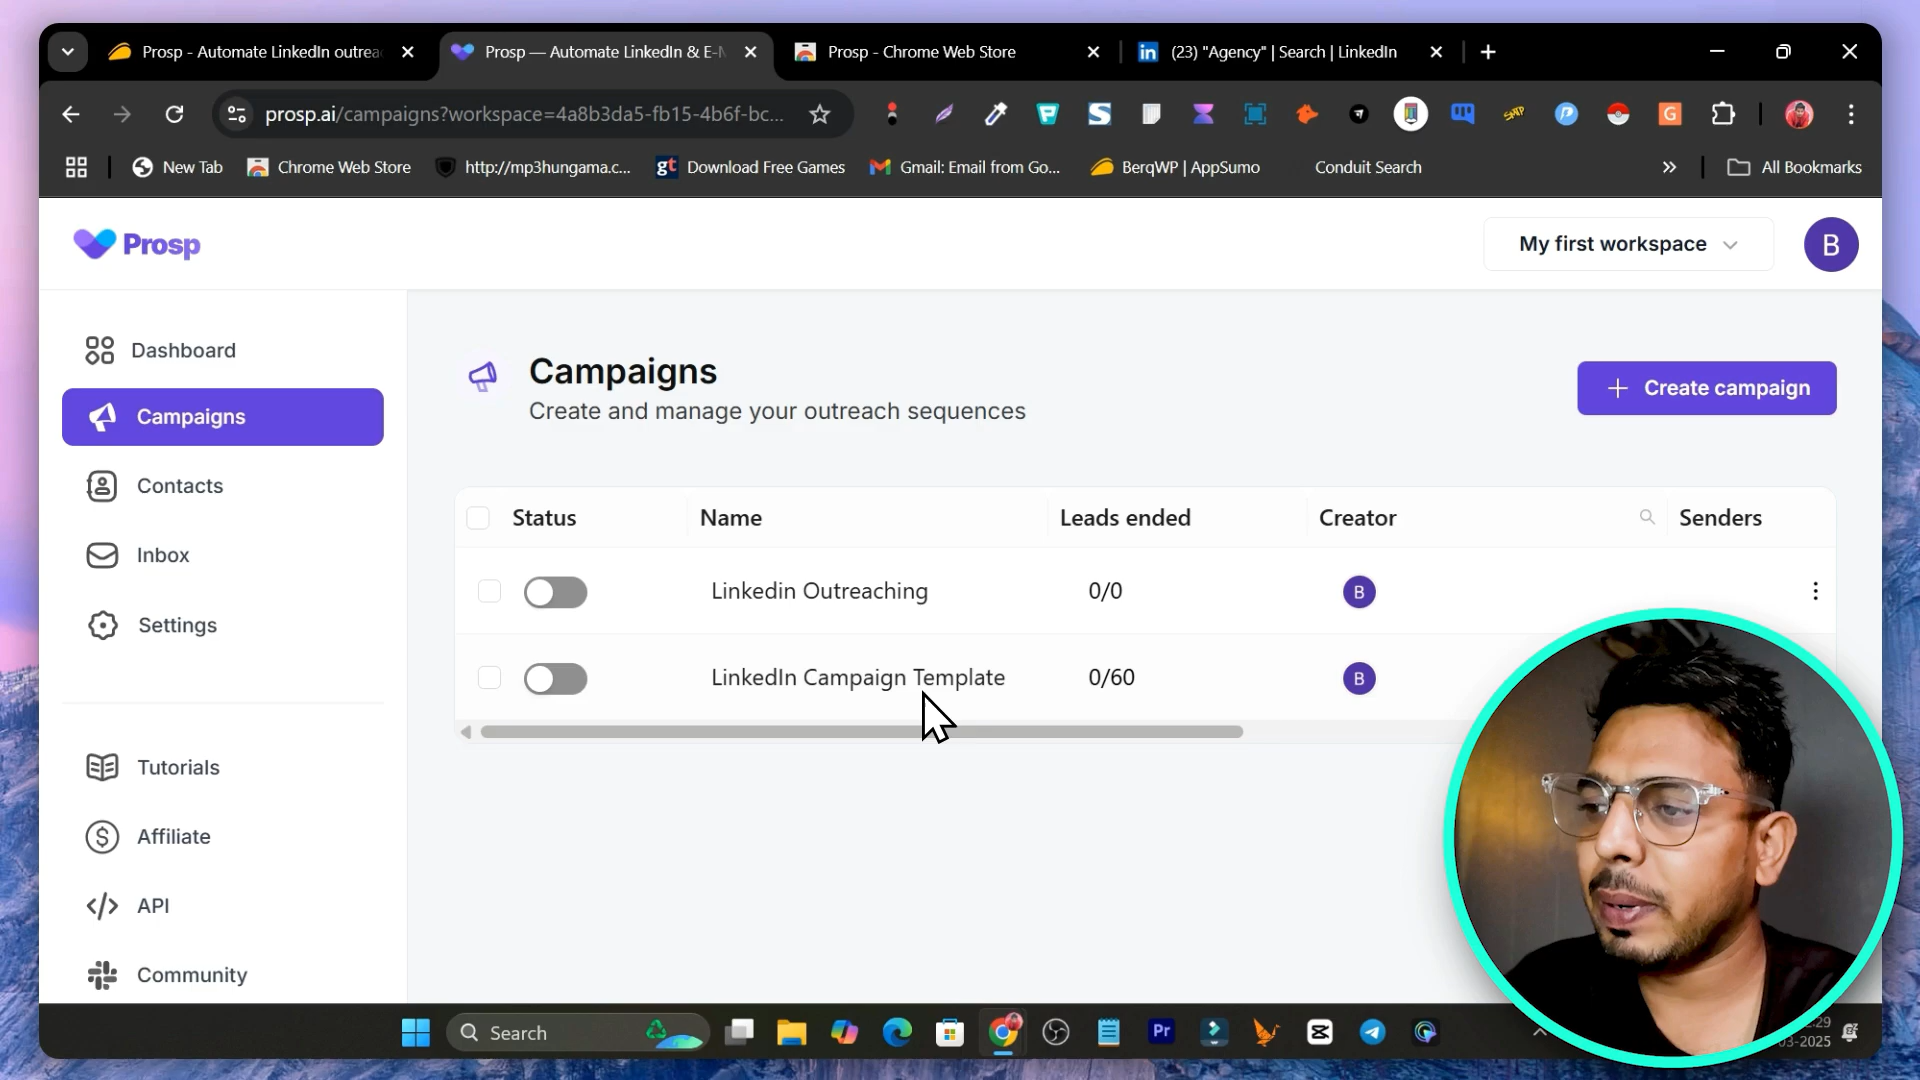 Prosp - Automate LinkedIn outrea
Prosp — Automate LinkedIn & E-M
Prosp - Chrome Web Store
(23) "Agency" | Search | LinkedIn
prosp.ai/campaigns?workspace=4a8b3da5-fb15-4b6f-bc...
New Tab
Chrome Web Store
http://mp3hungama.c...
Download Free Games
Gmail: Email from Go...
BerqWP | AppSumo
Conduit Search
All Bookmarks
Prosp
My first workspace
B
Dashboard
Campaigns
Contacts
Inbox
Settings
Tutorials
Affiliate
API
Community
Campaigns
Create and manage your outreach sequences
+ Create campaign
Status Name Leads ended Creator Senders
Linkedin Outreaching 0/0 B
LinkedIn Campaign Template 0/60 B
Search
Pr